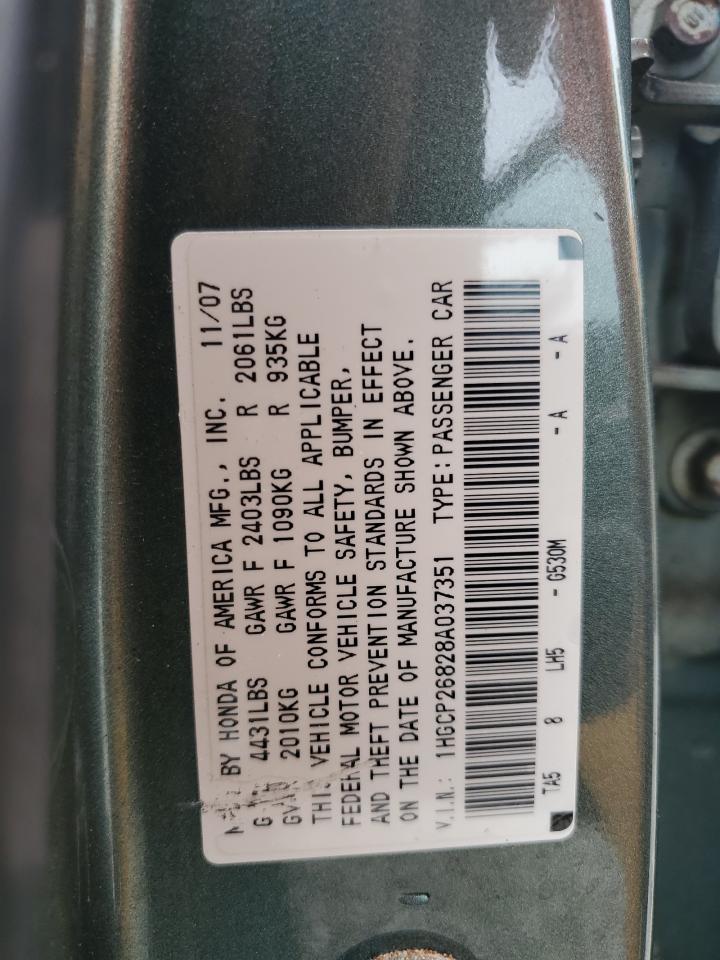 BY HONDA OF AMERICA MFG., INC. 11/07
4431LBS GAWR F 2403LBS R 2061LBS
2010KG GAWR F 1090KG R 935KG
VEHICLE CONFORMS TO ALL APPLICABLE
FEDERAL MOTOR VEHICLE SAFETY, BUMPER,
AND THEFT PREVENTION STANDARDS IN EFFECT
ON THE DATE OF MANUFACTURE SHOWN ABOVE.
V.I.N.: 1HGCP26828A037351 TYPE:PASSENGER CAR
TA5 8 LH5 - G530M - A - A